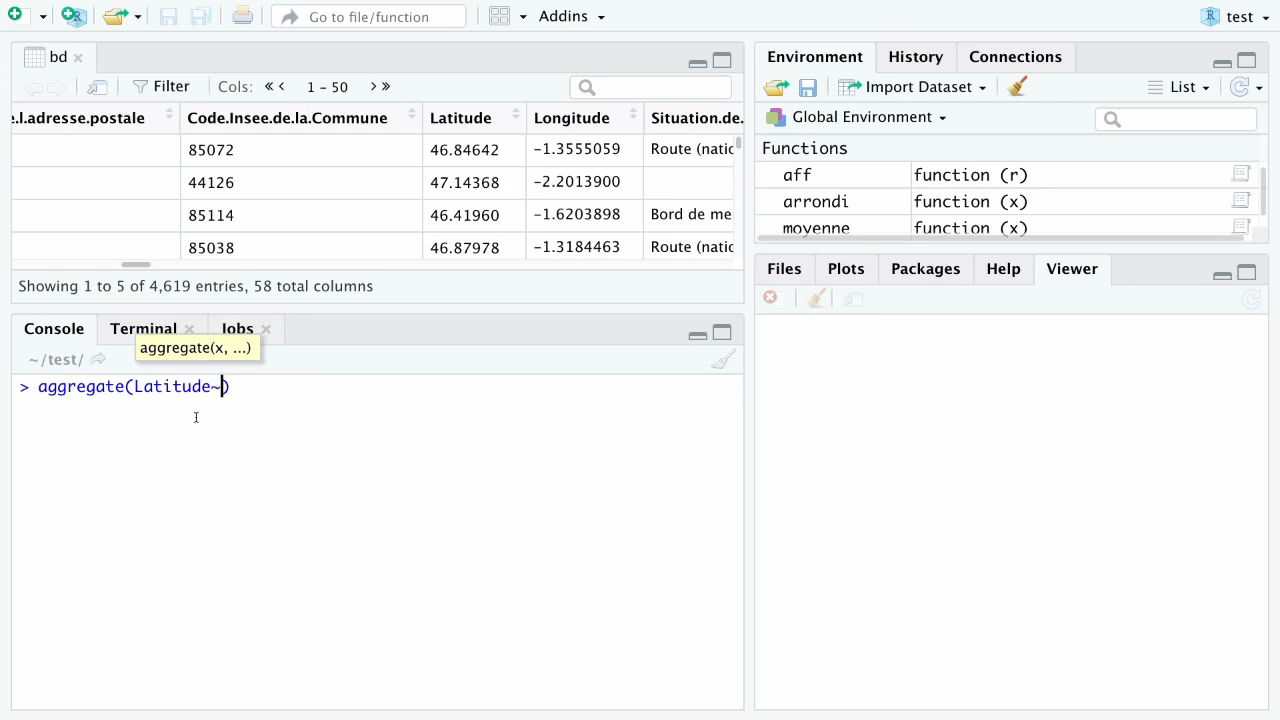 Go to file/function
Addins
test
bd
Filter
Cols:
1 - 50
e.l.adresse.postale
Code.Insee.de.la.Commune
Latitude
Longitude
Situation.de.
85072
46.84642
-1.3555059
Route (natio
44126
47.14368
-2.2013900
85114
46.41960
-1.6203898
Bord de me
85038
46.87978
-1.3184463
Route (natio
Showing 1 to 5 of 4,619 entries, 58 total columns
Console
Terminal
Jobs
aggregate(x, ...)
~/test/
> aggregate(Latitude~)
Environment
History
Connections
Import Dataset
List
Global Environment
Functions
aff
function (r)
arrondi
function (x)
moyenne
function (x)
Files
Plots
Packages
Help
Viewer